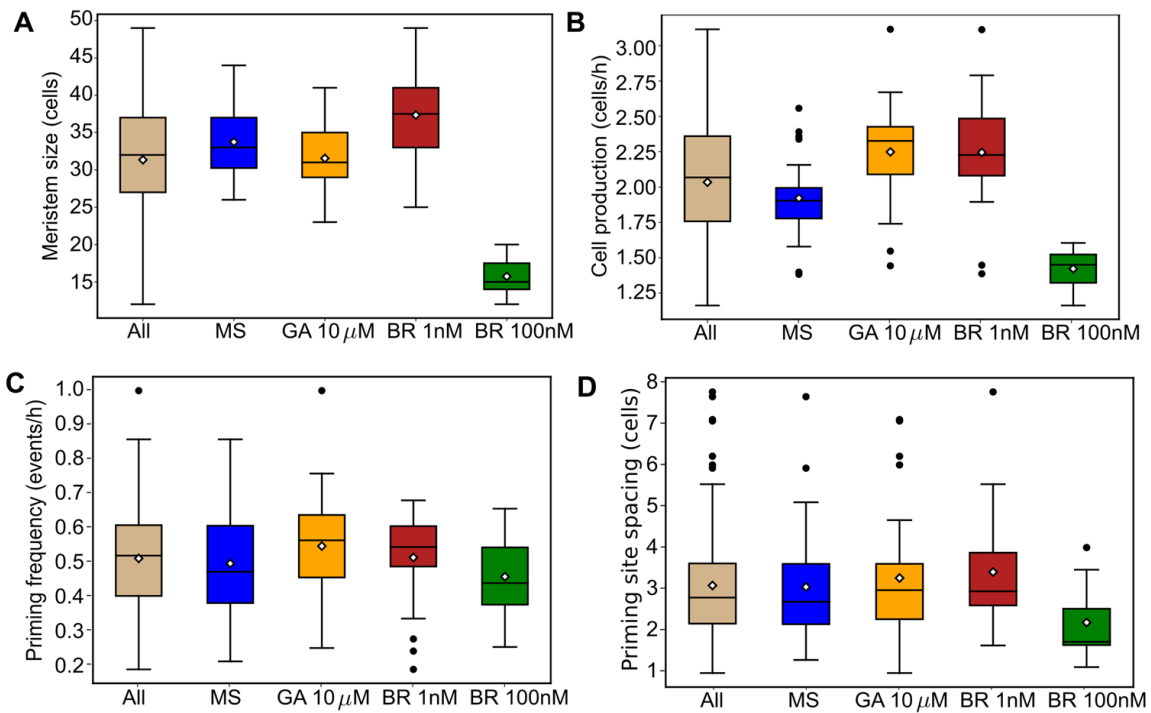 A
Meristem size (cells)
50
45
40
35
30
25
20
15
All MS GA 10 μM BR 1nM BR 100nM
B
Cell production (cells/h)
3.00
2.75
2.50
2.25
2.00
1.75
1.50
1.25
All MS GA 10 μM BR 1nM BR 100nM
C
Priming frequency (events/h)
1.0
0.9
0.8
0.7
0.6
0.5
0.4
0.3
0.2
All MS GA 10 μM BR 1nM BR 100nM
D
Priming site spacing (cells)
8
7
6
5
4
3
2
1
All MS GA 10 μM BR 1nM BR 100nM